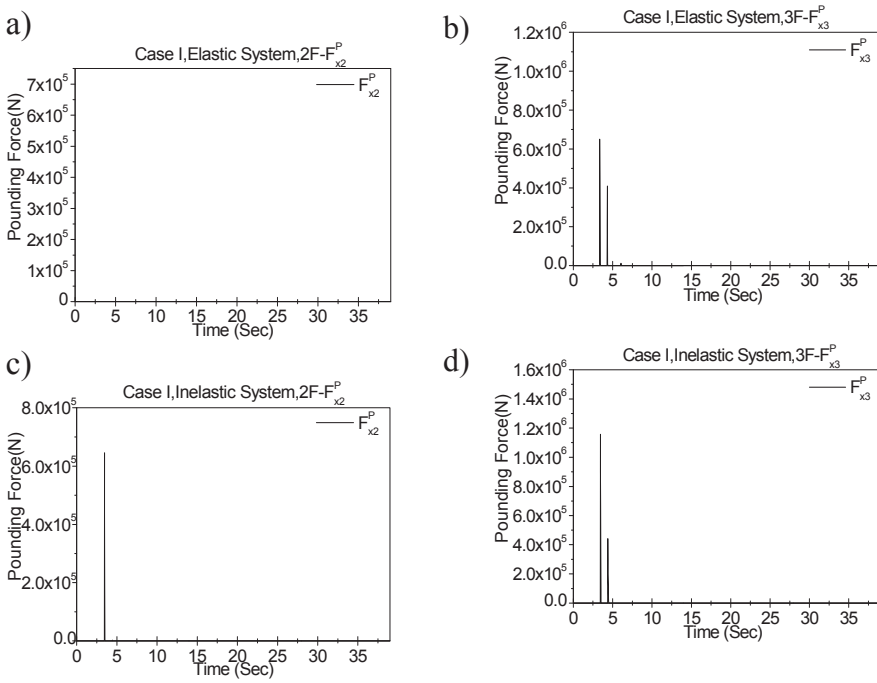 a)
Case I,Elastic System,2F-F^P_x2
F^P_x2
Pounding Force(N)
7x10^5
6x10^5
5x10^5
4x10^5
3x10^5
2x10^5
1x10^5
0
0 5 10 15 20 25 30 35
Time (Sec)
b)
Case I,Elastic System,3F-F^P_x3
F^P_x3
Pounding Force(N)
1.2x10^6
1.0x10^6
8.0x10^5
6.0x10^5
4.0x10^5
2.0x10^5
0.0
0 5 10 15 20 25 30 35
Time (Sec)
c)
Case I,Inelastic System,2F-F^P_x2
F^P_x2
Pounding Force(N)
8.0x10^5
6.0x10^5
4.0x10^5
2.0x10^5
0.0
0 5 10 15 20 25 30 35
Time (Sec)
d)
Case I,Inelastic System,3F-F^P_x3
F^P_x3
Pounding Force(N)
1.6x10^6
1.4x10^6
1.2x10^6
1.0x10^6
8.0x10^5
6.0x10^5
4.0x10^5
2.0x10^5
0.0
0 5 10 15 20 25 30 35
Time (Sec)